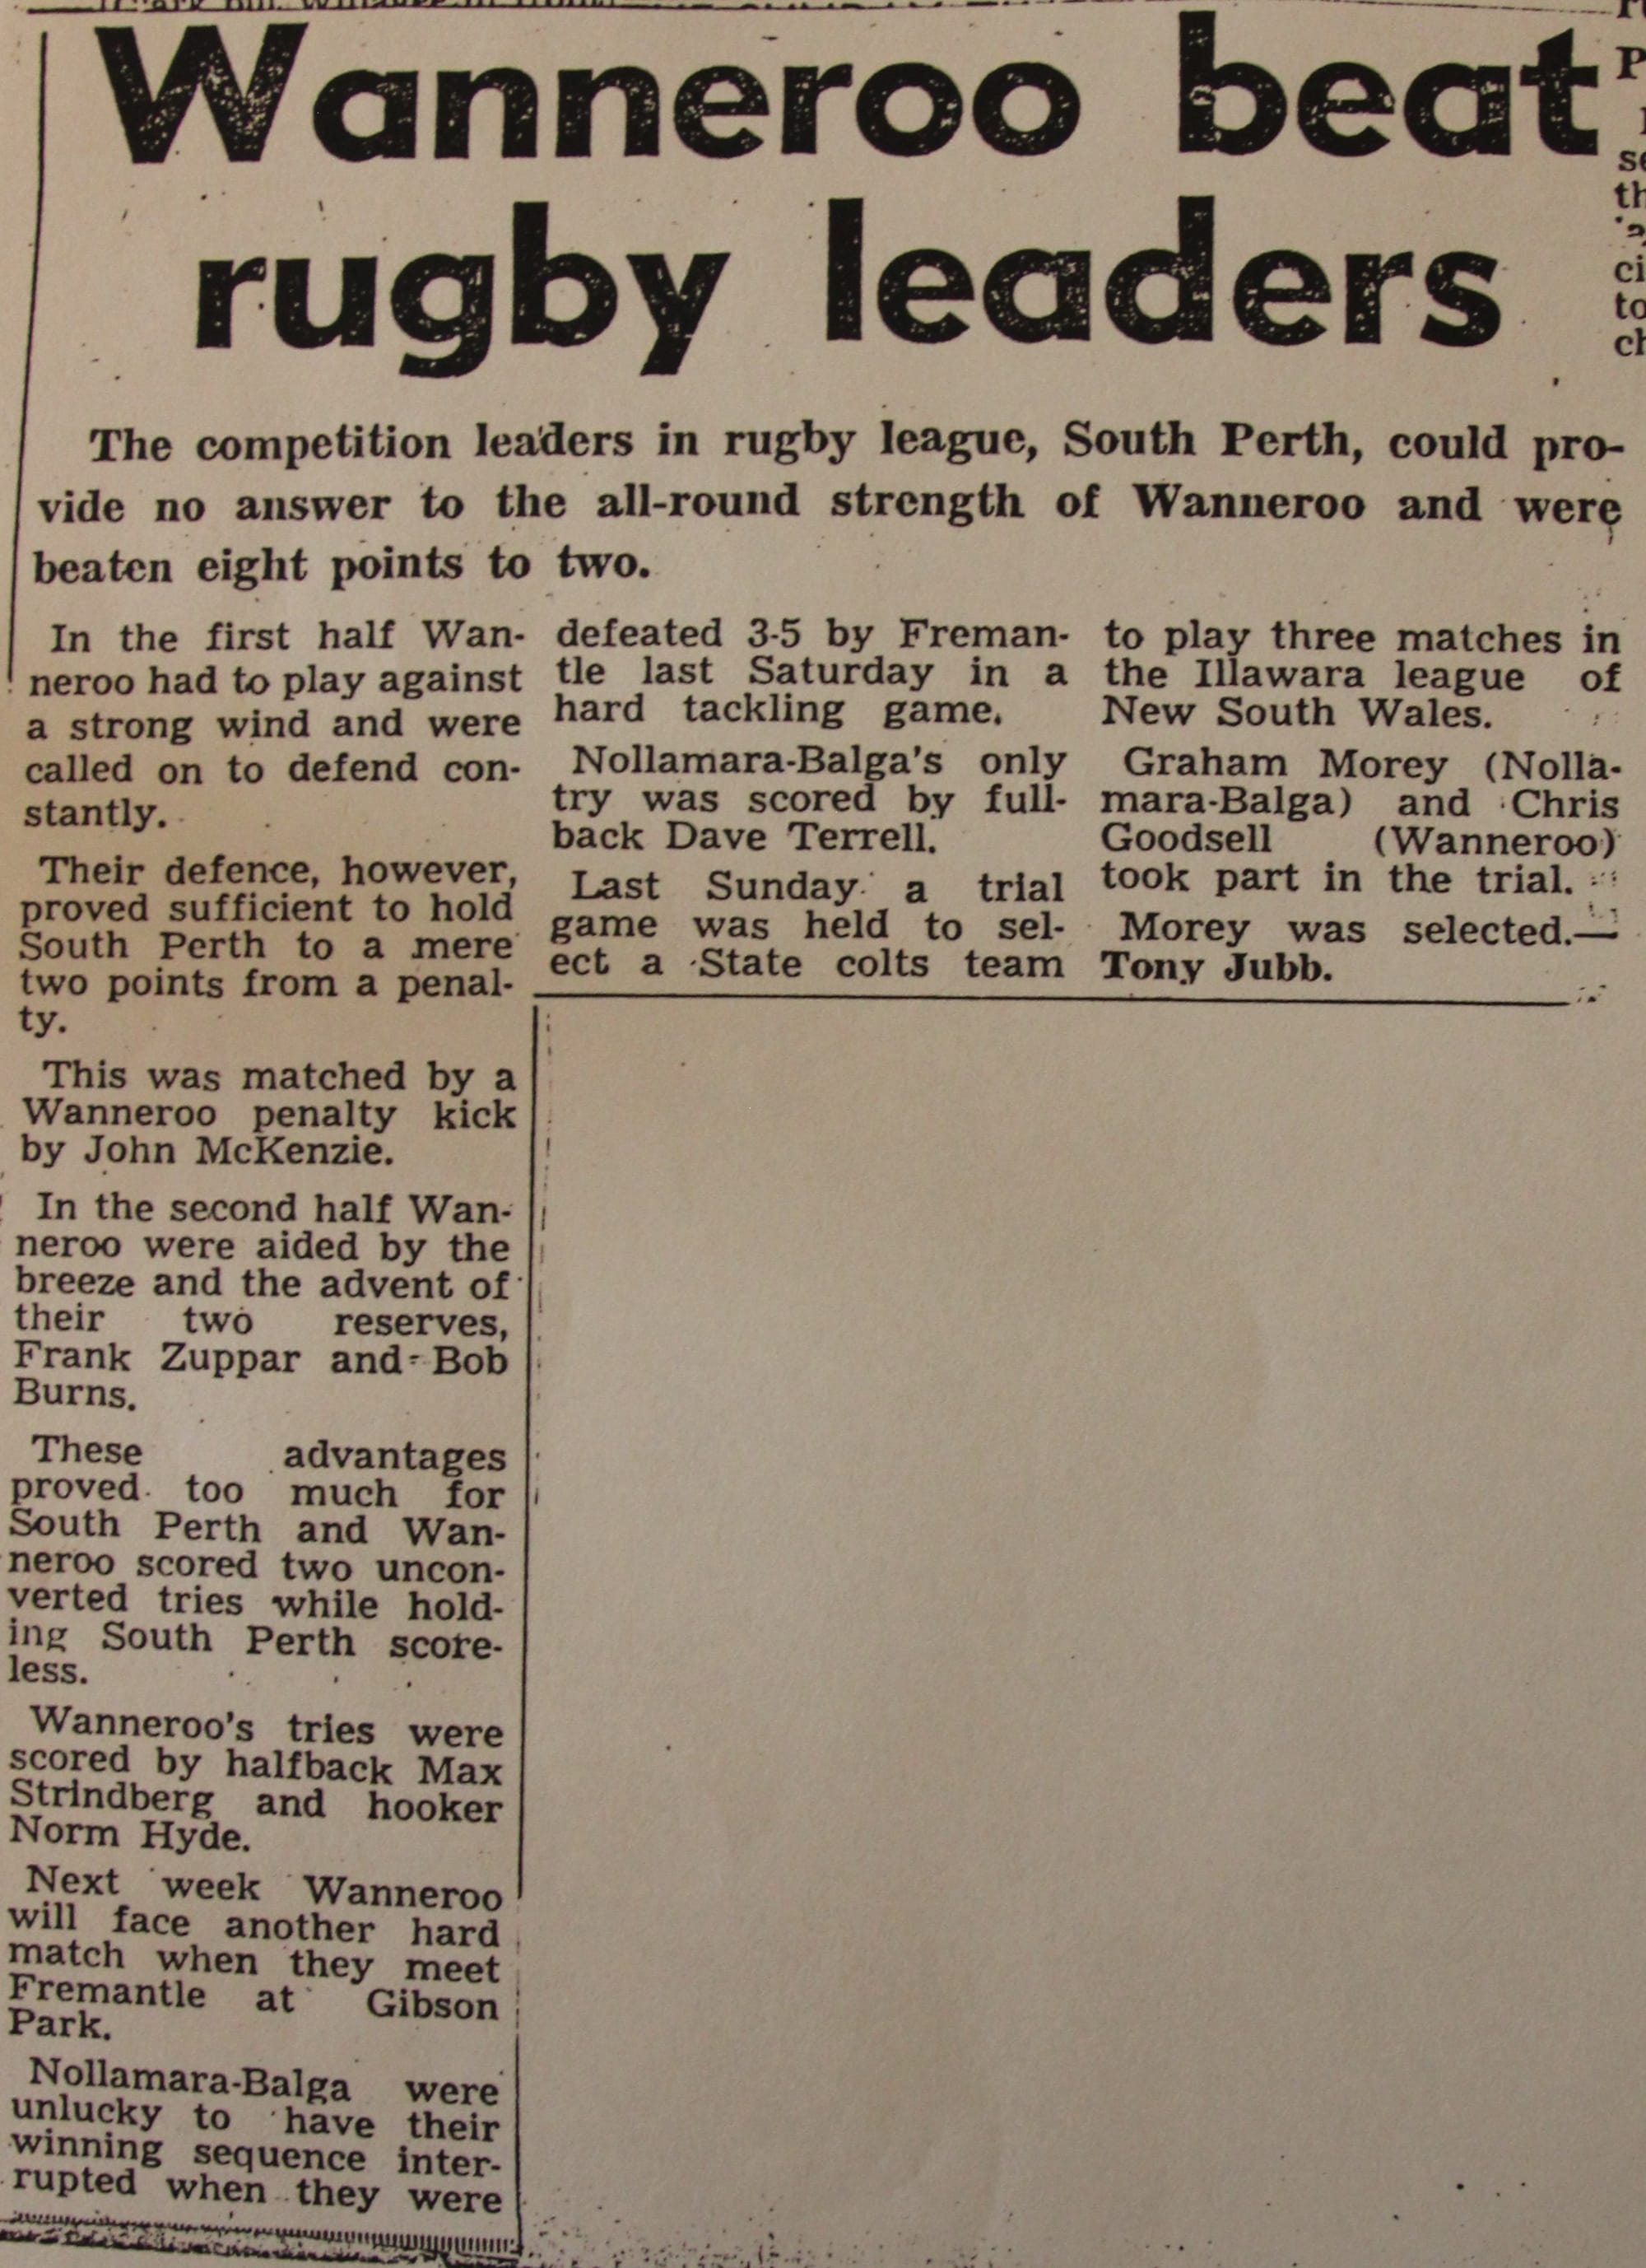 Wanneroo beat
rugby leaders
The competition leaders in rugby league, South Perth, could pro-
vide no answer to the all-round strength of Wanneroo and were
beaten eight points to two.
In the first half Wan-
neroo had to play against
a strong wind and were
called on to defend con-
stantly.
Their defence, however,
proved sufficient to hold
South Perth to a mere
two points from a penal-
ty.
This was matched by a
Wanneroo penalty kick
by John McKenzie.
In the second half Wan-
neroo were aided by the
breeze and the advent of
their two reserves,
Frank Zuppar and Bob
Burns.
These advantages
proved too much for
South Perth and Wan-
neroo scored two uncon-
verted tries while hold-
ing South Perth score-
less.
Wanneroo's tries were
scored by halfback Max
Strindberg and hooker
Norm Hyde.
Next week Wanneroo
will face another hard
match when they meet
Fremantle at Gibson
Park.
Nollamara-Balga were
unlucky to have their
winning sequence inter-
rupted when they were
defeated 3-5 by Freman-
tle last Saturday in a
hard tackling game.
Nollamara-Balga's only
try was scored by full-
back Dave Terrell.
Last Sunday a trial
game was held to sel-
ect a State colts team
to play three matches in
the Illawara league of
New South Wales.
Graham Morey (Nolla-
mara-Balga) and Chris
Goodsell (Wanneroo)
took part in the trial.
Morey was selected.—
Tony Jubb.